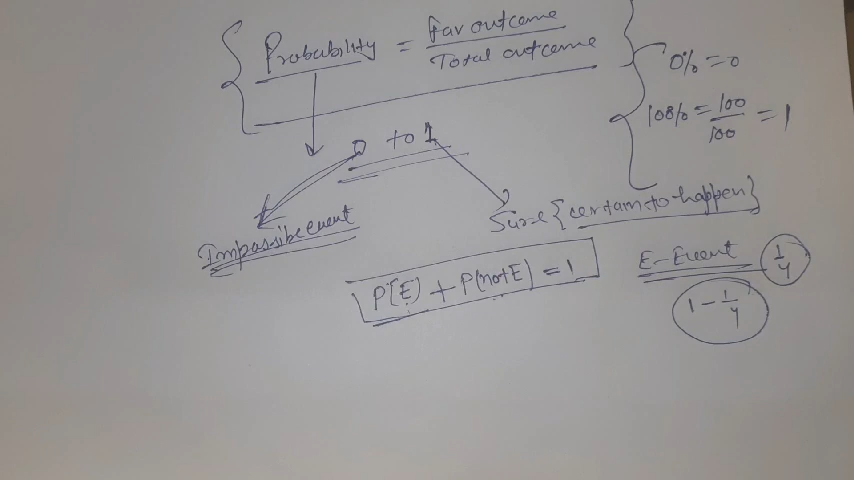 Probability = Fav outcome / Total outcome
0% = 0
100% = 100/100 = 1
0 to 1
Impossible event
Sure {certain to happen}
P[E] + P(not E) = 1
E - Event 1/4
1 - 1/4